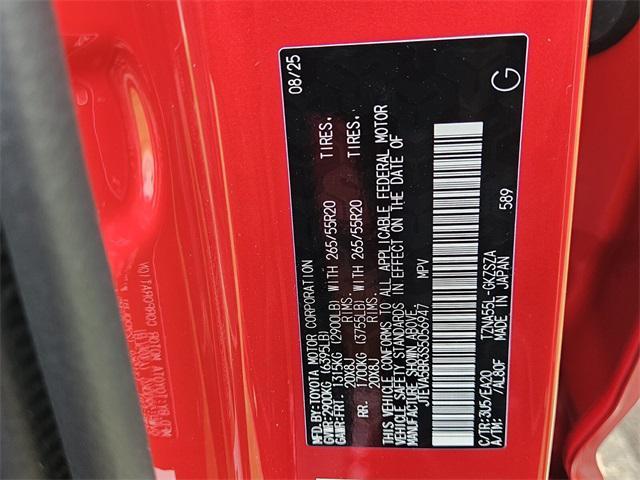 MFD.BY:TOYOTA MOTOR CORPORATION 08/25
GVWR:2900KG (6395LB)
GAWR:FRT. 1315KG (2900LB) WITH 265/55R20 TIRES,
20X8J RIMS,
RR. 1700KG (3755LB) WITH 265/55R20 TIRES,
20X8J RIMS,
THIS VEHICLE CONFORMS TO ALL APPLICABLE FEDERAL MOTOR
VEHICLE SAFETY STANDARDS IN EFFECT ON THE DATE OF
MANUFACTURE SHOWN ABOVE.
MPV
C/TR:3U5/EA20 TZNA55L-GKZSZA
A/TM: /AL80F MADE IN JAPAN 589
G